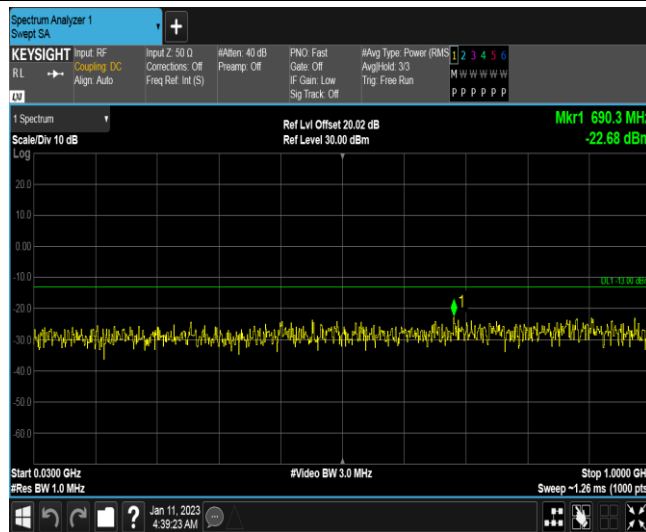 Spectrum Analyzer 1
Swept SA
+
KEYSIGHT
RL
LXI
Input: RF
Coupling: DC
Align: Auto
Input Z: 50 Ω
Corrections: Off
Freq Ref: Int (S)
#Atten: 40 dB
Preamp: Off
PNO: Fast
Gate: Off
IF Gain: Low
Sig Track: Off
#Avg Type: Power (RMS
Avg|Hold: 3/3
Trig: Free Run
1 2 3 4 5 6
M W W W W W
P P P P P P
1 Spectrum
Scale/Div 10 dB
Log
Ref Lvl Offset 20.02 dB
Ref Level 30.00 dBm
Mkr1 690.3 MHz
-22.68 dBm
20.0
10.0
0.00
-10.0
-20.0
-30.0
-40.0
-50.0
-60.0
DL1 -13.00 dBm
1
Start 0.0300 GHz
#Res BW 1.0 MHz
#Video BW 3.0 MHz
Stop 1.0000 GH
Sweep ~1.26 ms (1000 pts
?
Jan 11, 2023
4:39:23 AM